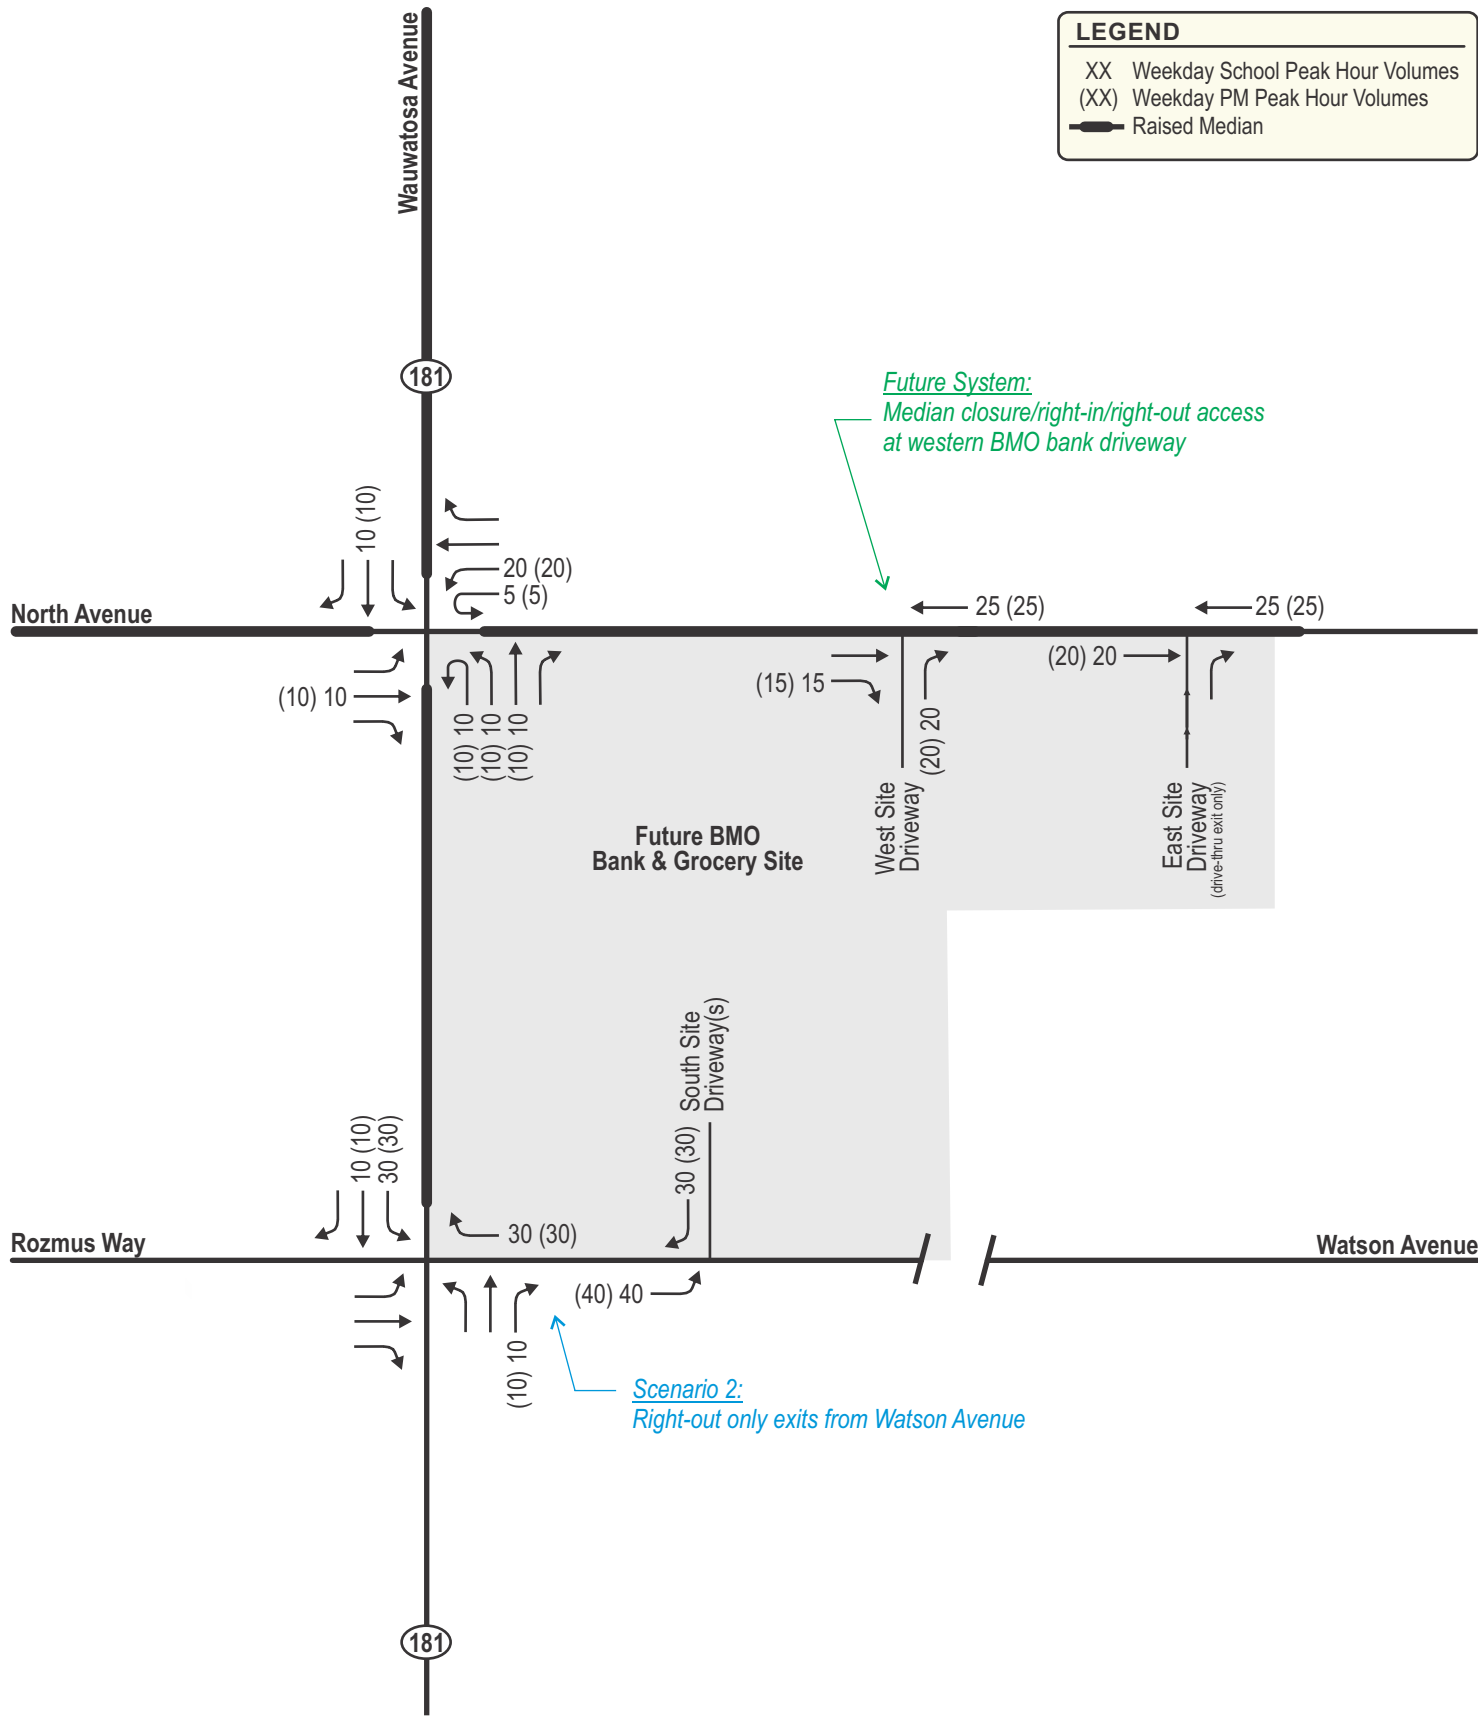 Wauwatosa Avenue
LEGEND
XX Weekday School Peak Hour Volumes
(XX) Weekday PM Peak Hour Volumes
Raised Median
181
Future System:
Median closure/right-in/right-out access
at western BMO bank driveway
10 (10)
20 (20)
5 (5)
North Avenue
25 (25)
25 (25)
(10) 10
(15) 15
(20) 20
(10) 10
(10) 10
(10) 10
(20) 20
West Site
Driveway
East Site
Driveway
(drive-thru exit only)
Future BMO
Bank & Grocery Site
South Site
Driveway(s)
10 (10)
30 (30)
30 (30)
30 (30)
Rozmus Way
Watson Avenue
(40) 40
(10) 10
Scenario 2:
Right-out only exits from Watson Avenue
181